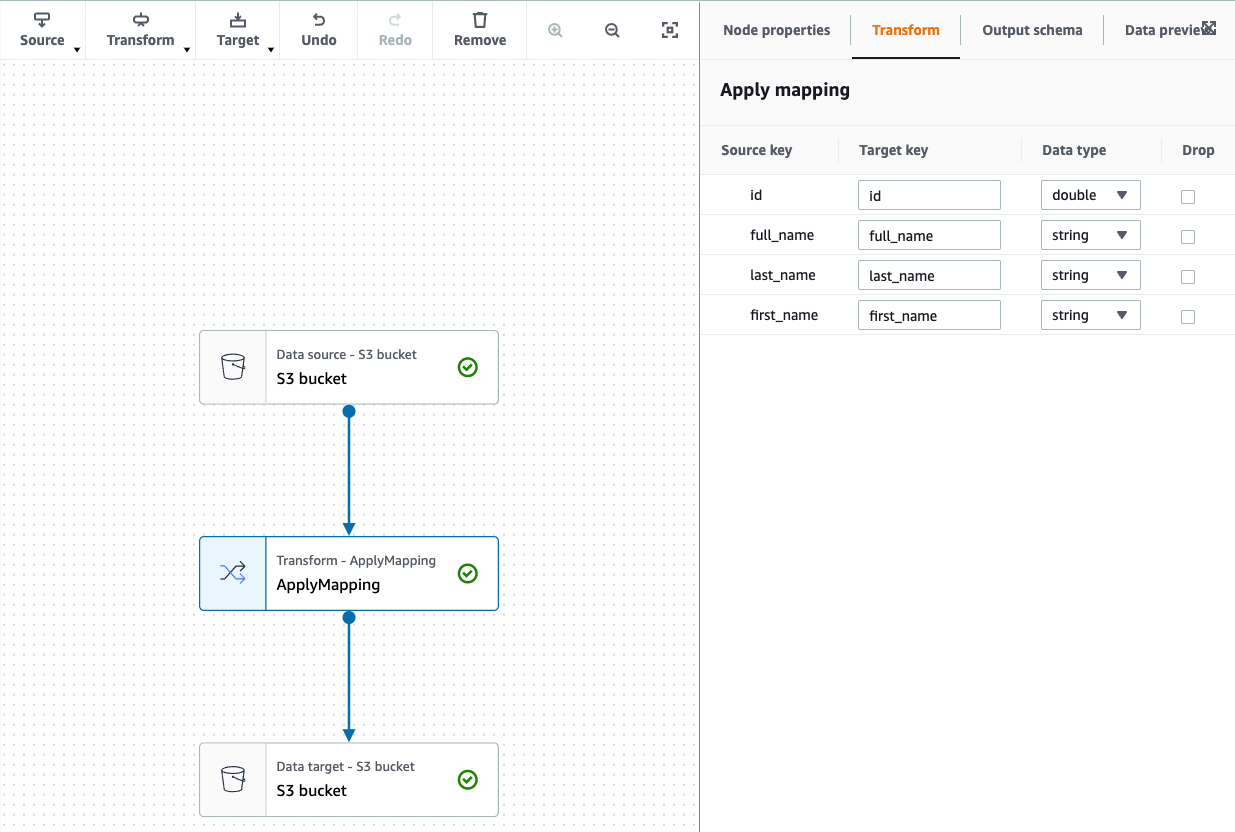 Source
Transform
Target
Undo
Redo
Remove
Node properties
Transform
Output schema
Data preview
Apply mapping
Source key
Target key
Data type
Drop
id
id
double
full_name
full_name
string
last_name
last_name
string
first_name
first_name
string
Data source - S3 bucket
S3 bucket
Transform - ApplyMapping
ApplyMapping
Data target - S3 bucket
S3 bucket